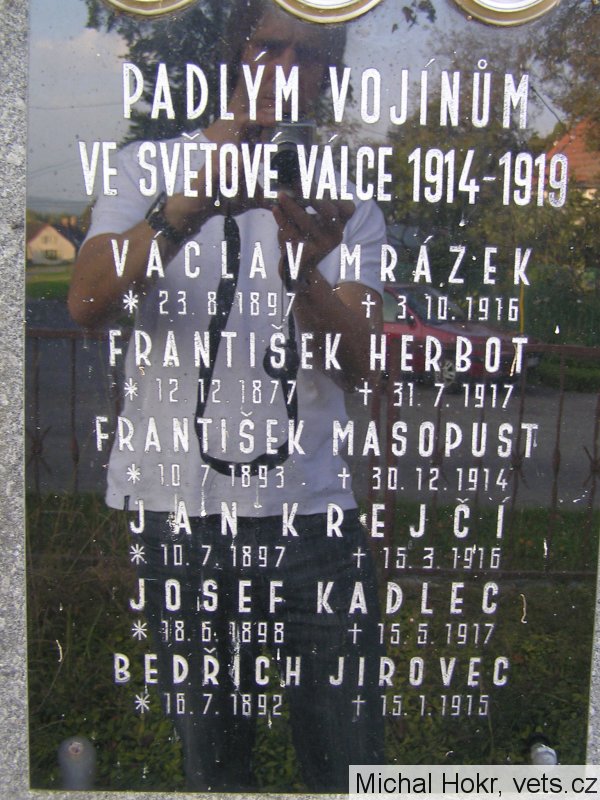 PADLÝM VOJÍNŮM
VE SVĚTOVÉ VÁLCE 1914-1919
VÁCLAV MRÁZEK
* 23.8.1897 † 3.10.1916
FRANTIŠEK HERBOT
* 12.12.1877 † 31.7.1917
FRANTIŠEK MASOPUST
* 10.7.1893 † 30.12.1914
JAN KREJČÍ
* 10.7.1897 † 15.3.1916
JOSEF KADLEC
* 18.6.1898 † 15.5.1917
BEDŘICH JIROVEC
* 16.7.1892 † 15.1.1915
Michal Hokr, vets.cz